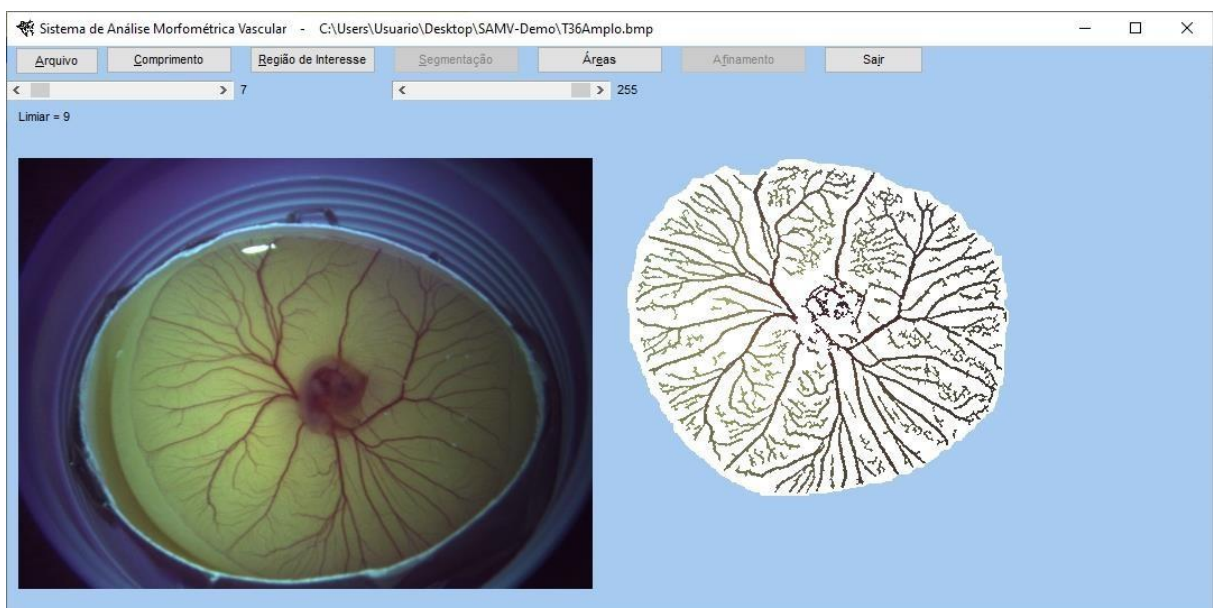 Sistema de Análise Morfométrica Vascular - C:\Users\Usuario\Desktop\SAMV-Demo\T36Amplo.bmp
Arquivo Comprimento Região de Interesse Segmentação Áreas Afinamento Sair
7 255
Limiar = 9